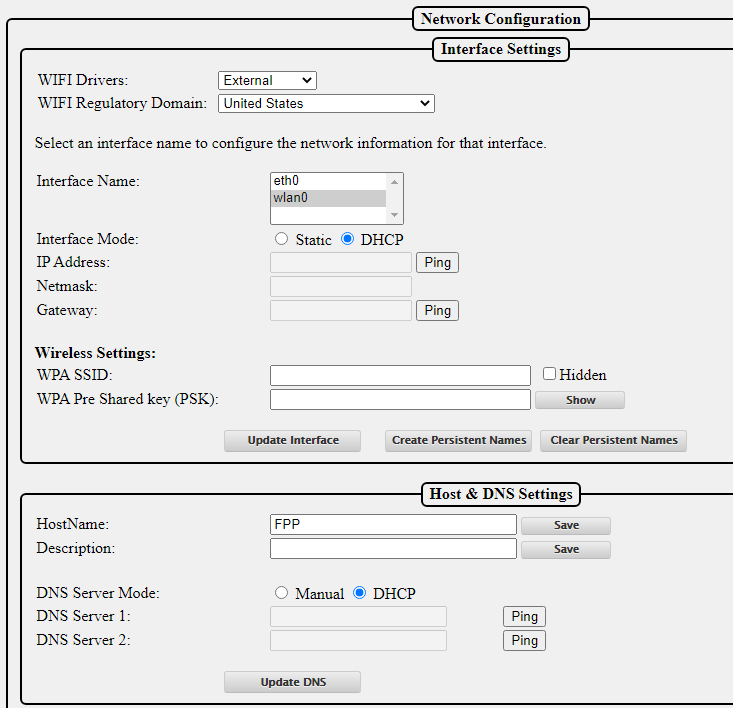 Network Configuration
Interface Settings
WIFI Drivers: External
WIFI Regulatory Domain: United States
Select an interface name to configure the network information for that interface.
Interface Name: eth0
wlan0
Interface Mode: Static DHCP
IP Address: Ping
Netmask:
Gateway: Ping
Wireless Settings:
WPA SSID: Hidden
WPA Pre Shared key (PSK): Show
Update Interface Create Persistent Names Clear Persistent Names
Host & DNS Settings
HostName: FPP Save
Description: Save
DNS Server Mode: Manual DHCP
DNS Server 1: Ping
DNS Server 2: Ping
Update DNS